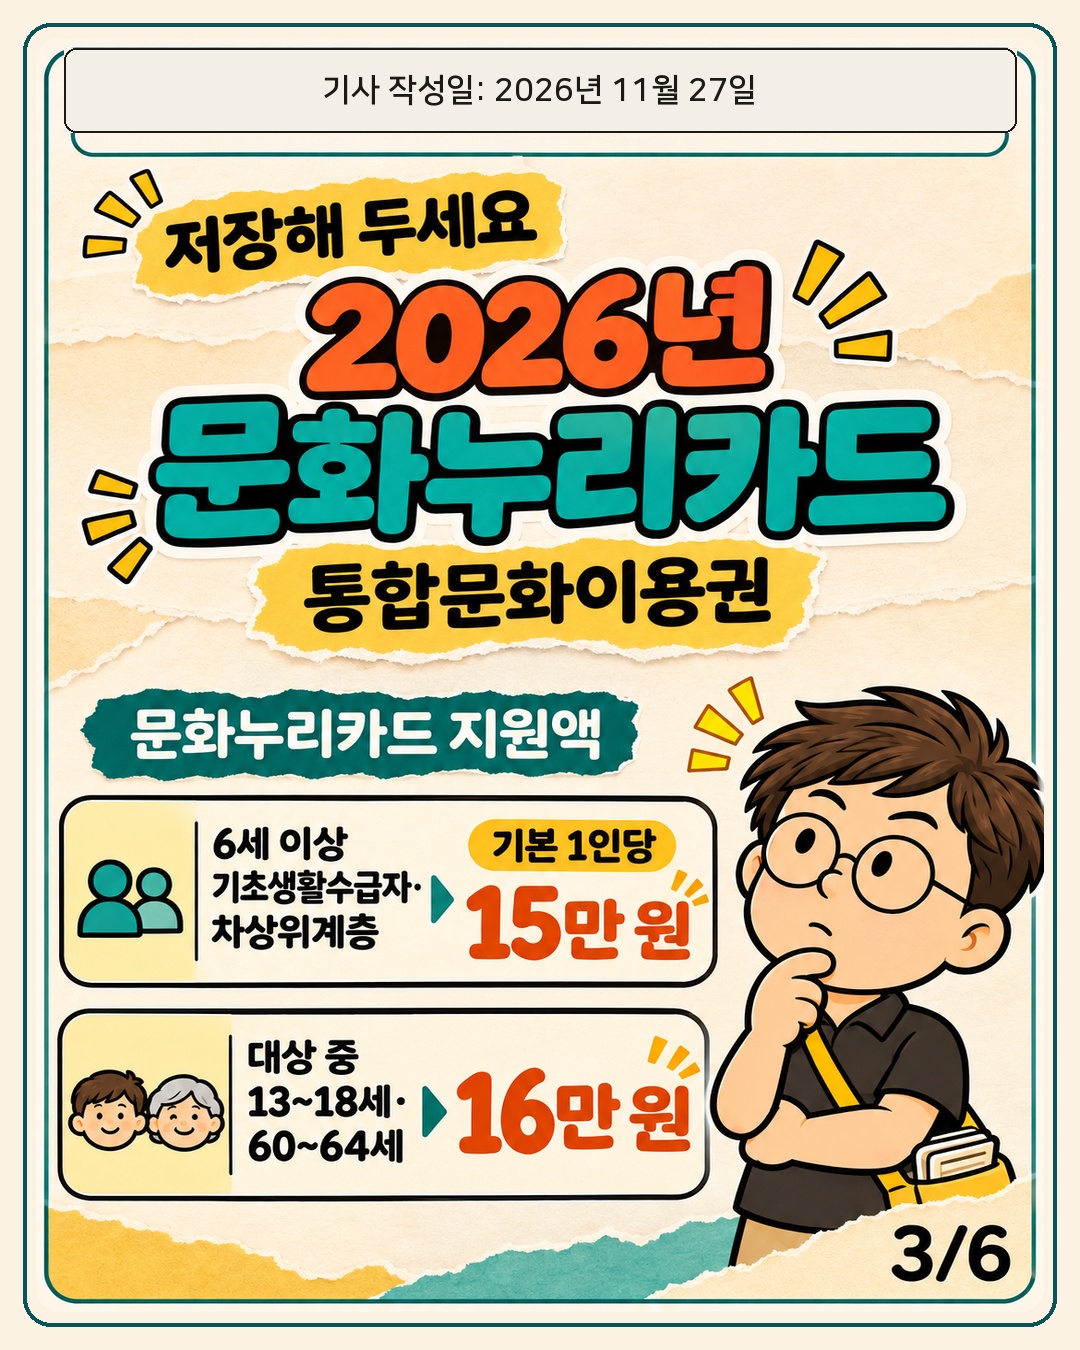 기사 작성일: 2026년 11월 27일
저장해 두세요
2026년
문화누리카드
통합문화이용권
문화누리카드 지원액
6세 이상
기초생활수급자·
차상위계층
기본 1인당
15만 원
대상 중
13~18세·
60~64세
16만 원
3/6